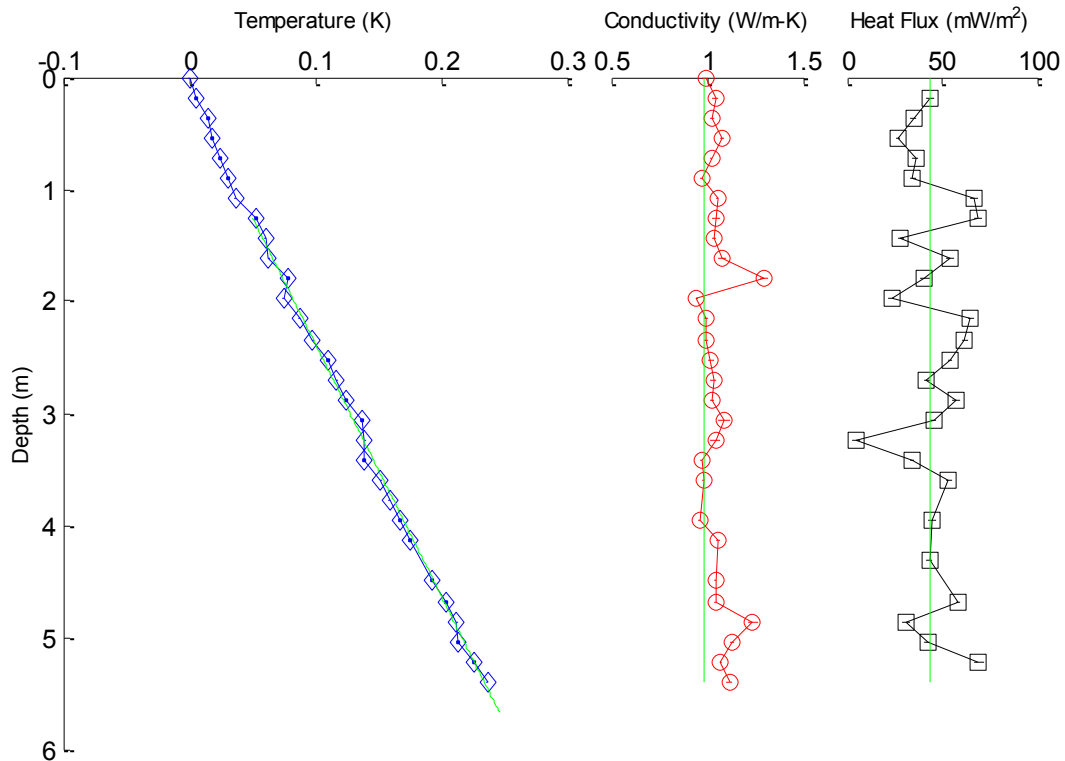 Temperature (K) Conductivity (W/m-K) Heat Flux (mW/m²)
-0.1 0 0.1 0.2 0.3 0.5 1 1.5 0 50 100
0
1
2
3
4
5
6
Depth (m)